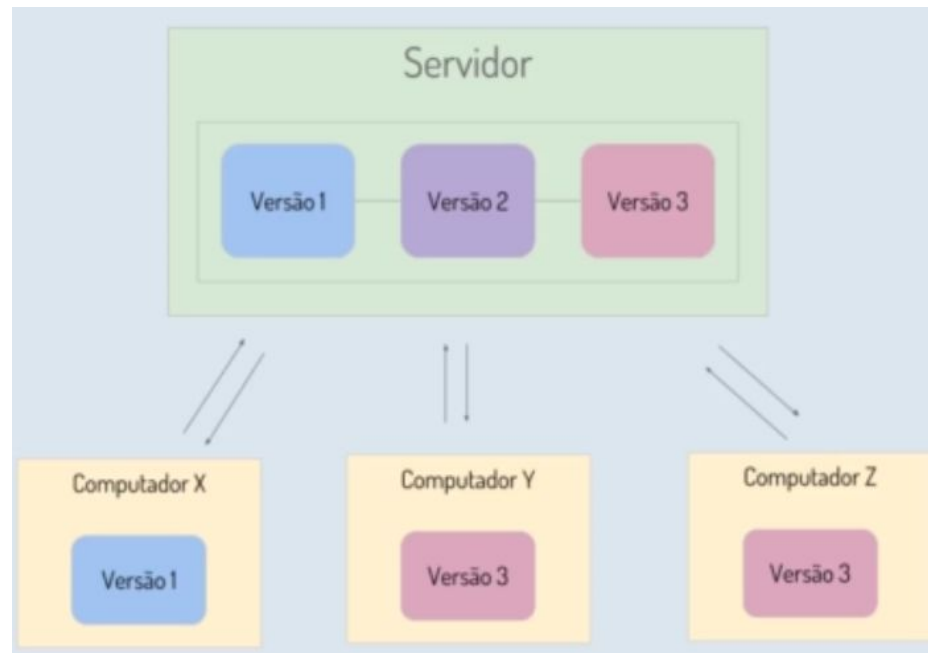 Servidor
Versão 1
Versão 2
Versão 3
Computador X
Computador Y
Computador Z
Versão 1
Versão 3
Versão 3